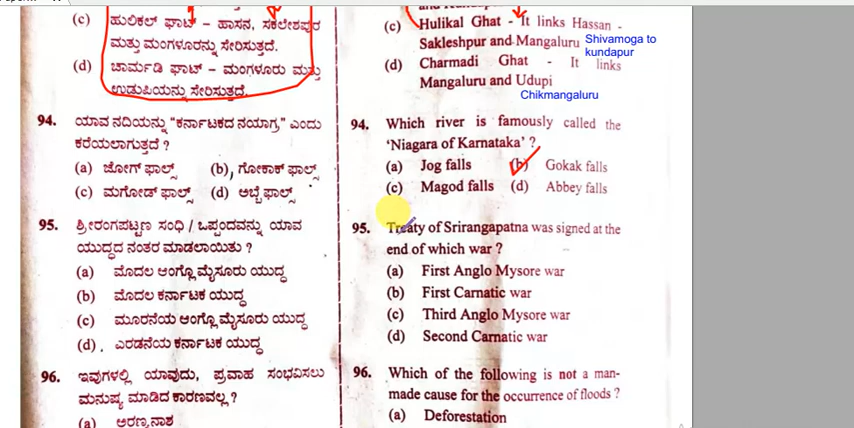 (c) ಹುಲಿಕಲ್ ಘಾಟ್ – ಹಾಸನ, ಸಕಲೇಶಪುರ
ಮತ್ತು ಮಂಗಳೂರನ್ನು ಸೇರಿಸುತ್ತದೆ.
(d) ಚಾರ್ಮಡಿ ಘಾಟ್ – ಮಂಗಳೂರು ಮತ್ತು
ಉಡುಪಿಯನ್ನು ಸೇರಿಸುತ್ತದೆ.
94. ಯಾವ ನದಿಯನ್ನು “ಕರ್ನಾಟಕದ ನಯಾಗ್ರ” ಎಂದು
ಕರೆಯಲಾಗುತ್ತದೆ ?
(a) ಜೋಗ್ ಫಾಲ್ಸ್ (b) ಗೋಕಾಕ್ ಫಾಲ್ಸ್
(c) ಮಗೋಡ್ ಫಾಲ್ಸ್ (d) ಅಬ್ಬೆ ಫಾಲ್ಸ್
95. ಶ್ರೀರಂಗಪಟ್ಟಣ ಸಂಧಿ / ಒಪ್ಪಂದವನ್ನು ಯಾವ
ಯುದ್ಧದ ನಂತರ ಮಾಡಲಾಯಿತು ?
(a) ಮೊದಲ ಆಂಗ್ಲೊ ಮೈಸೂರು ಯುದ್ಧ
(b) ಮೊದಲ ಕರ್ನಾಟಕ ಯುದ್ಧ
(c) ಮೂರನೆಯ ಆಂಗ್ಲೊ ಮೈಸೂರು ಯುದ್ಧ
(d) ಎರಡನೆಯ ಕರ್ನಾಟಕ ಯುದ್ಧ
96. ಇವುಗಳಲ್ಲಿ ಯಾವುದು, ಪ್ರವಾಹ ಸಂಭವಿಸಲು
ಮನುಷ್ಯ ಮಾಡಿದ ಕಾರಣವಲ್ಲ ?
(a) ಅರಣ್ಯನಾಶ
(c) Hulikal Ghat - It links Hassan -
Sakleshpur and Mangaluru
Shivamoga to
kundapur
(d) Charmadi Ghat - It links
Mangaluru and Udupi
Chikmangaluru
94. Which river is famously called the
‘Niagara of Karnataka’ ?
(a) Jog falls (b) Gokak falls
(c) Magod falls (d) Abbey falls
95. Treaty of Srirangapatna was signed at the
end of which war ?
(a) First Anglo Mysore war
(b) First Carnatic war
(c) Third Anglo Mysore war
(d) Second Carnatic war
96. Which of the following is not a man-
made cause for the occurrence of floods ?
(a) Deforestation